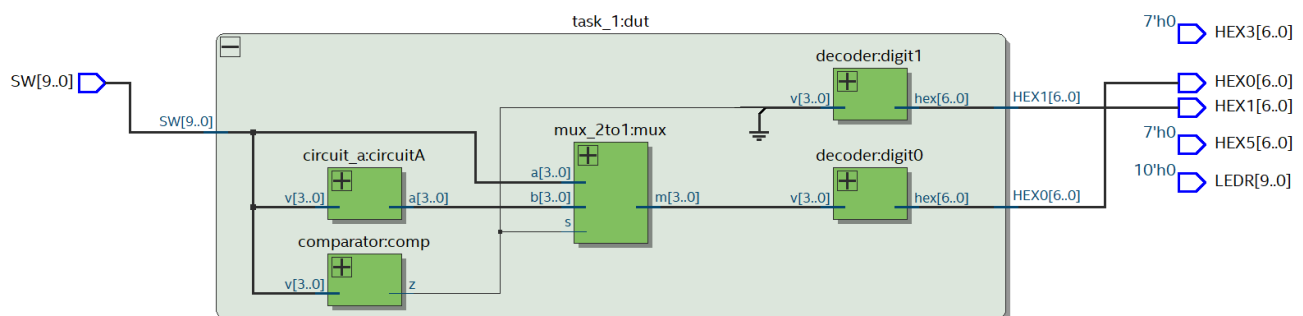 task_1:dut
7'h0
HEX3[6..0]
decoder:digit1
SW[9..0]
HEX0[6..0]
v[3..0]
hex[6..0]
HEX1[6..0]
HEX1[6..0]
SW[9..0]
mux_2to1:mux
7'h0
HEX5[6..0]
circuit_a:circuitA
decoder:digit0
a[3..0]
10'h0
LEDR[9..0]
v[3..0]
a[3..0]
b[3..0]
m[3..0]
v[3..0]
hex[6..0]
HEX0[6..0]
s
comparator:comp
v[3..0]
z